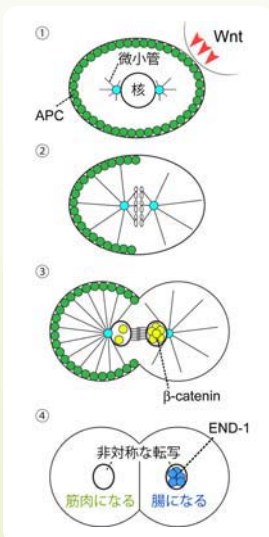 ①
Wnt
微小管
核
APC
②
③
β-catenin
④
END-1
非対称な転写
筋肉になる
腸になる